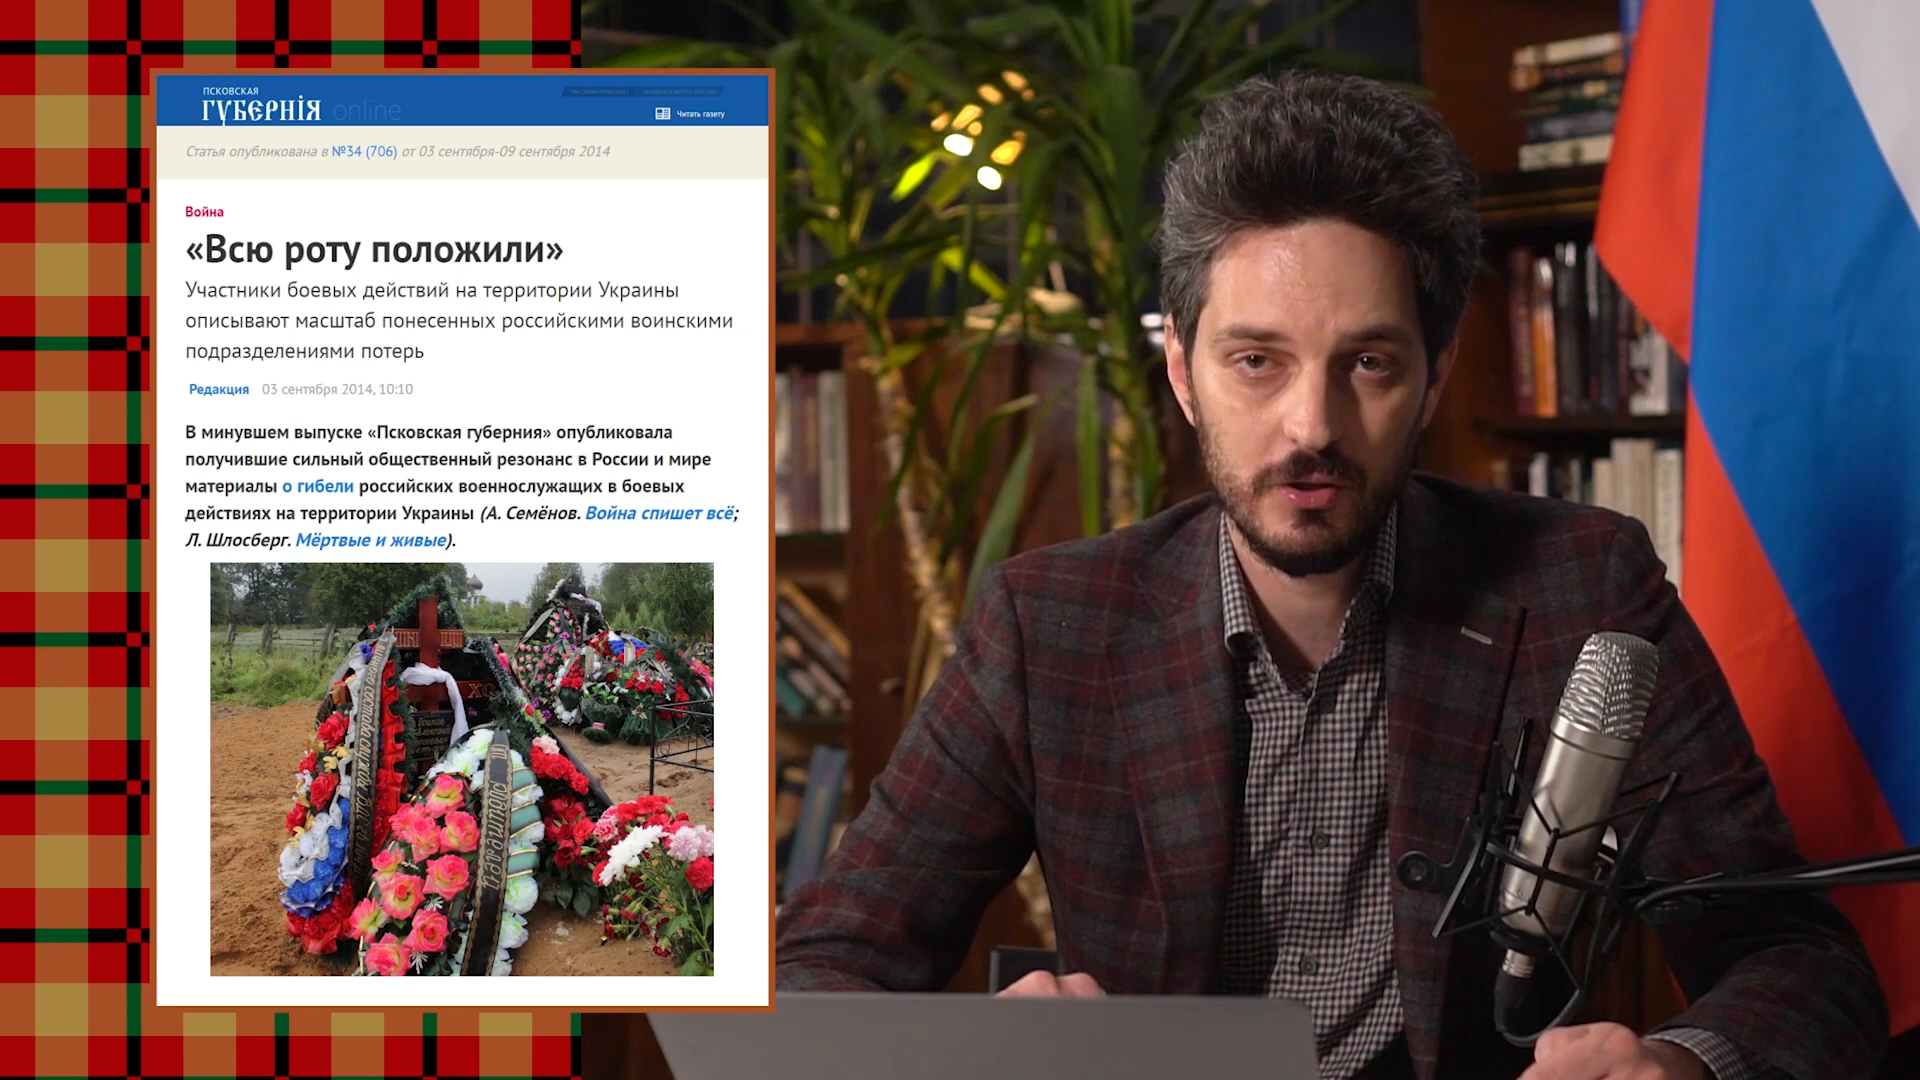 ПСКОВСКАЯ
ГУБЕРНІЯ online
Читать газету
Статья опубликована в №34 (706) от 03 сентября-09 сентября 2014
Война
«Всю роту положили»
Участники боевых действий на территории Украины
описывают масштаб понесенных российскими воинскими
подразделениями потерь
Редакция 03 сентября 2014, 10:10
В минувшем выпуске «Псковская губерния» опубликовала
получившие сильный общественный резонанс в России и мире
материалы о гибели российских военнослужащих в боевых
действиях на территории Украины (А. Семёнов. Война спишет всё;
Л. Шлосберг. Мёртвые и живые).